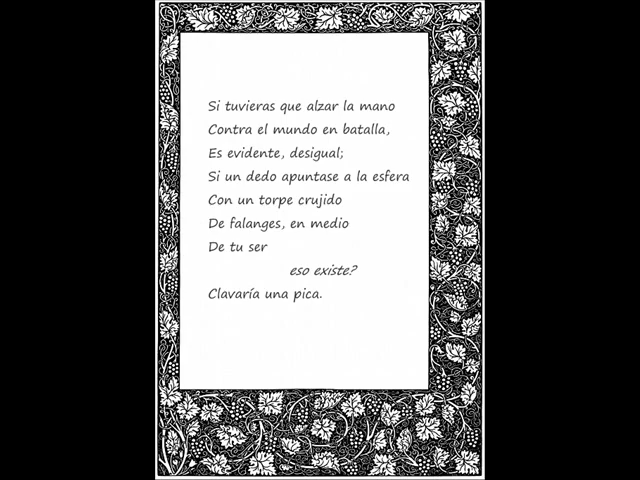 Si tuvieras que alzar la mano
Contra el mundo en batalla,
Es evidente, desigual;
Si un dedo apuntase a la esfera
Con un torpe crujido
De falanges, en medio
De tu ser
eso existe?
Clavaría una pica.